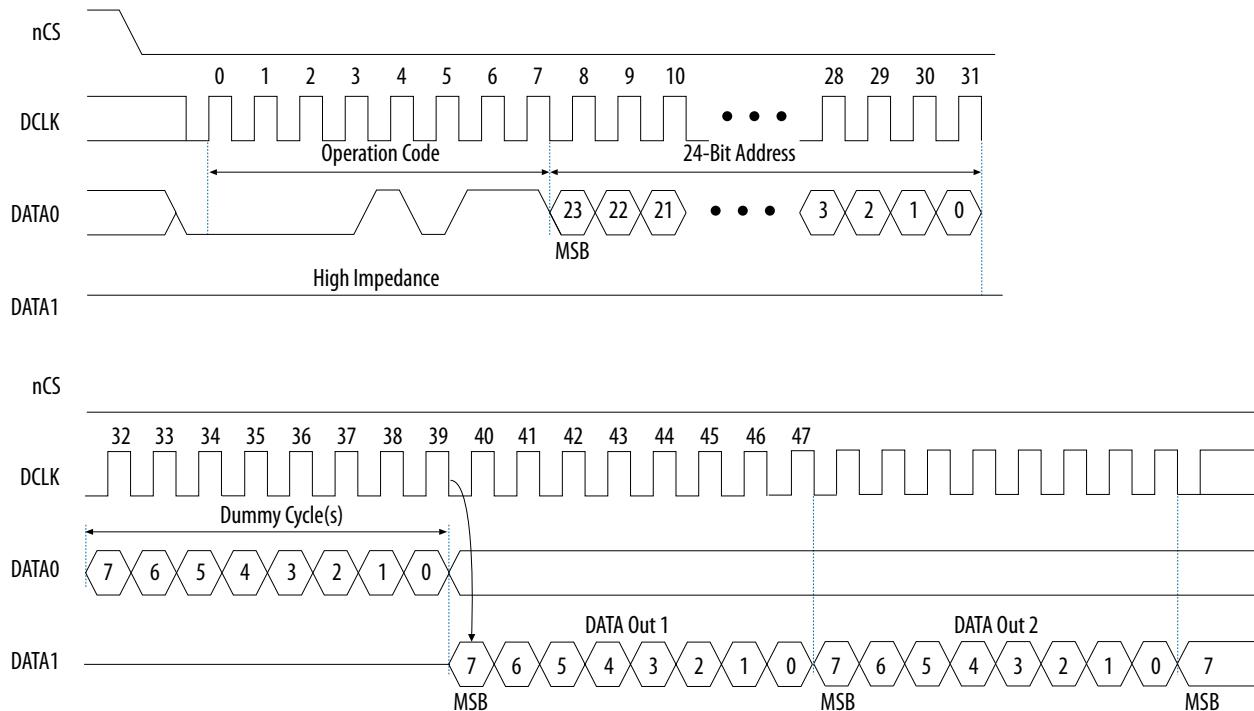 nCS
0 1 2 3 4 5 6 7 8 9 10 28 29 30 31
DCLK
Operation Code 24-Bit Address
DATA0 23 22 21 3 2 1 0
MSB
High Impedance
DATA1
nCS
32 33 34 35 36 37 38 39 40 41 42 43 44 45 46 47
DCLK
Dummy Cycle(s)
DATA0 7 6 5 4 3 2 1 0
DATA Out 1 DATA Out 2
DATA1 7 6 5 4 3 2 1 0 7 6 5 4 3 2 1 0 7
MSB MSB MSB